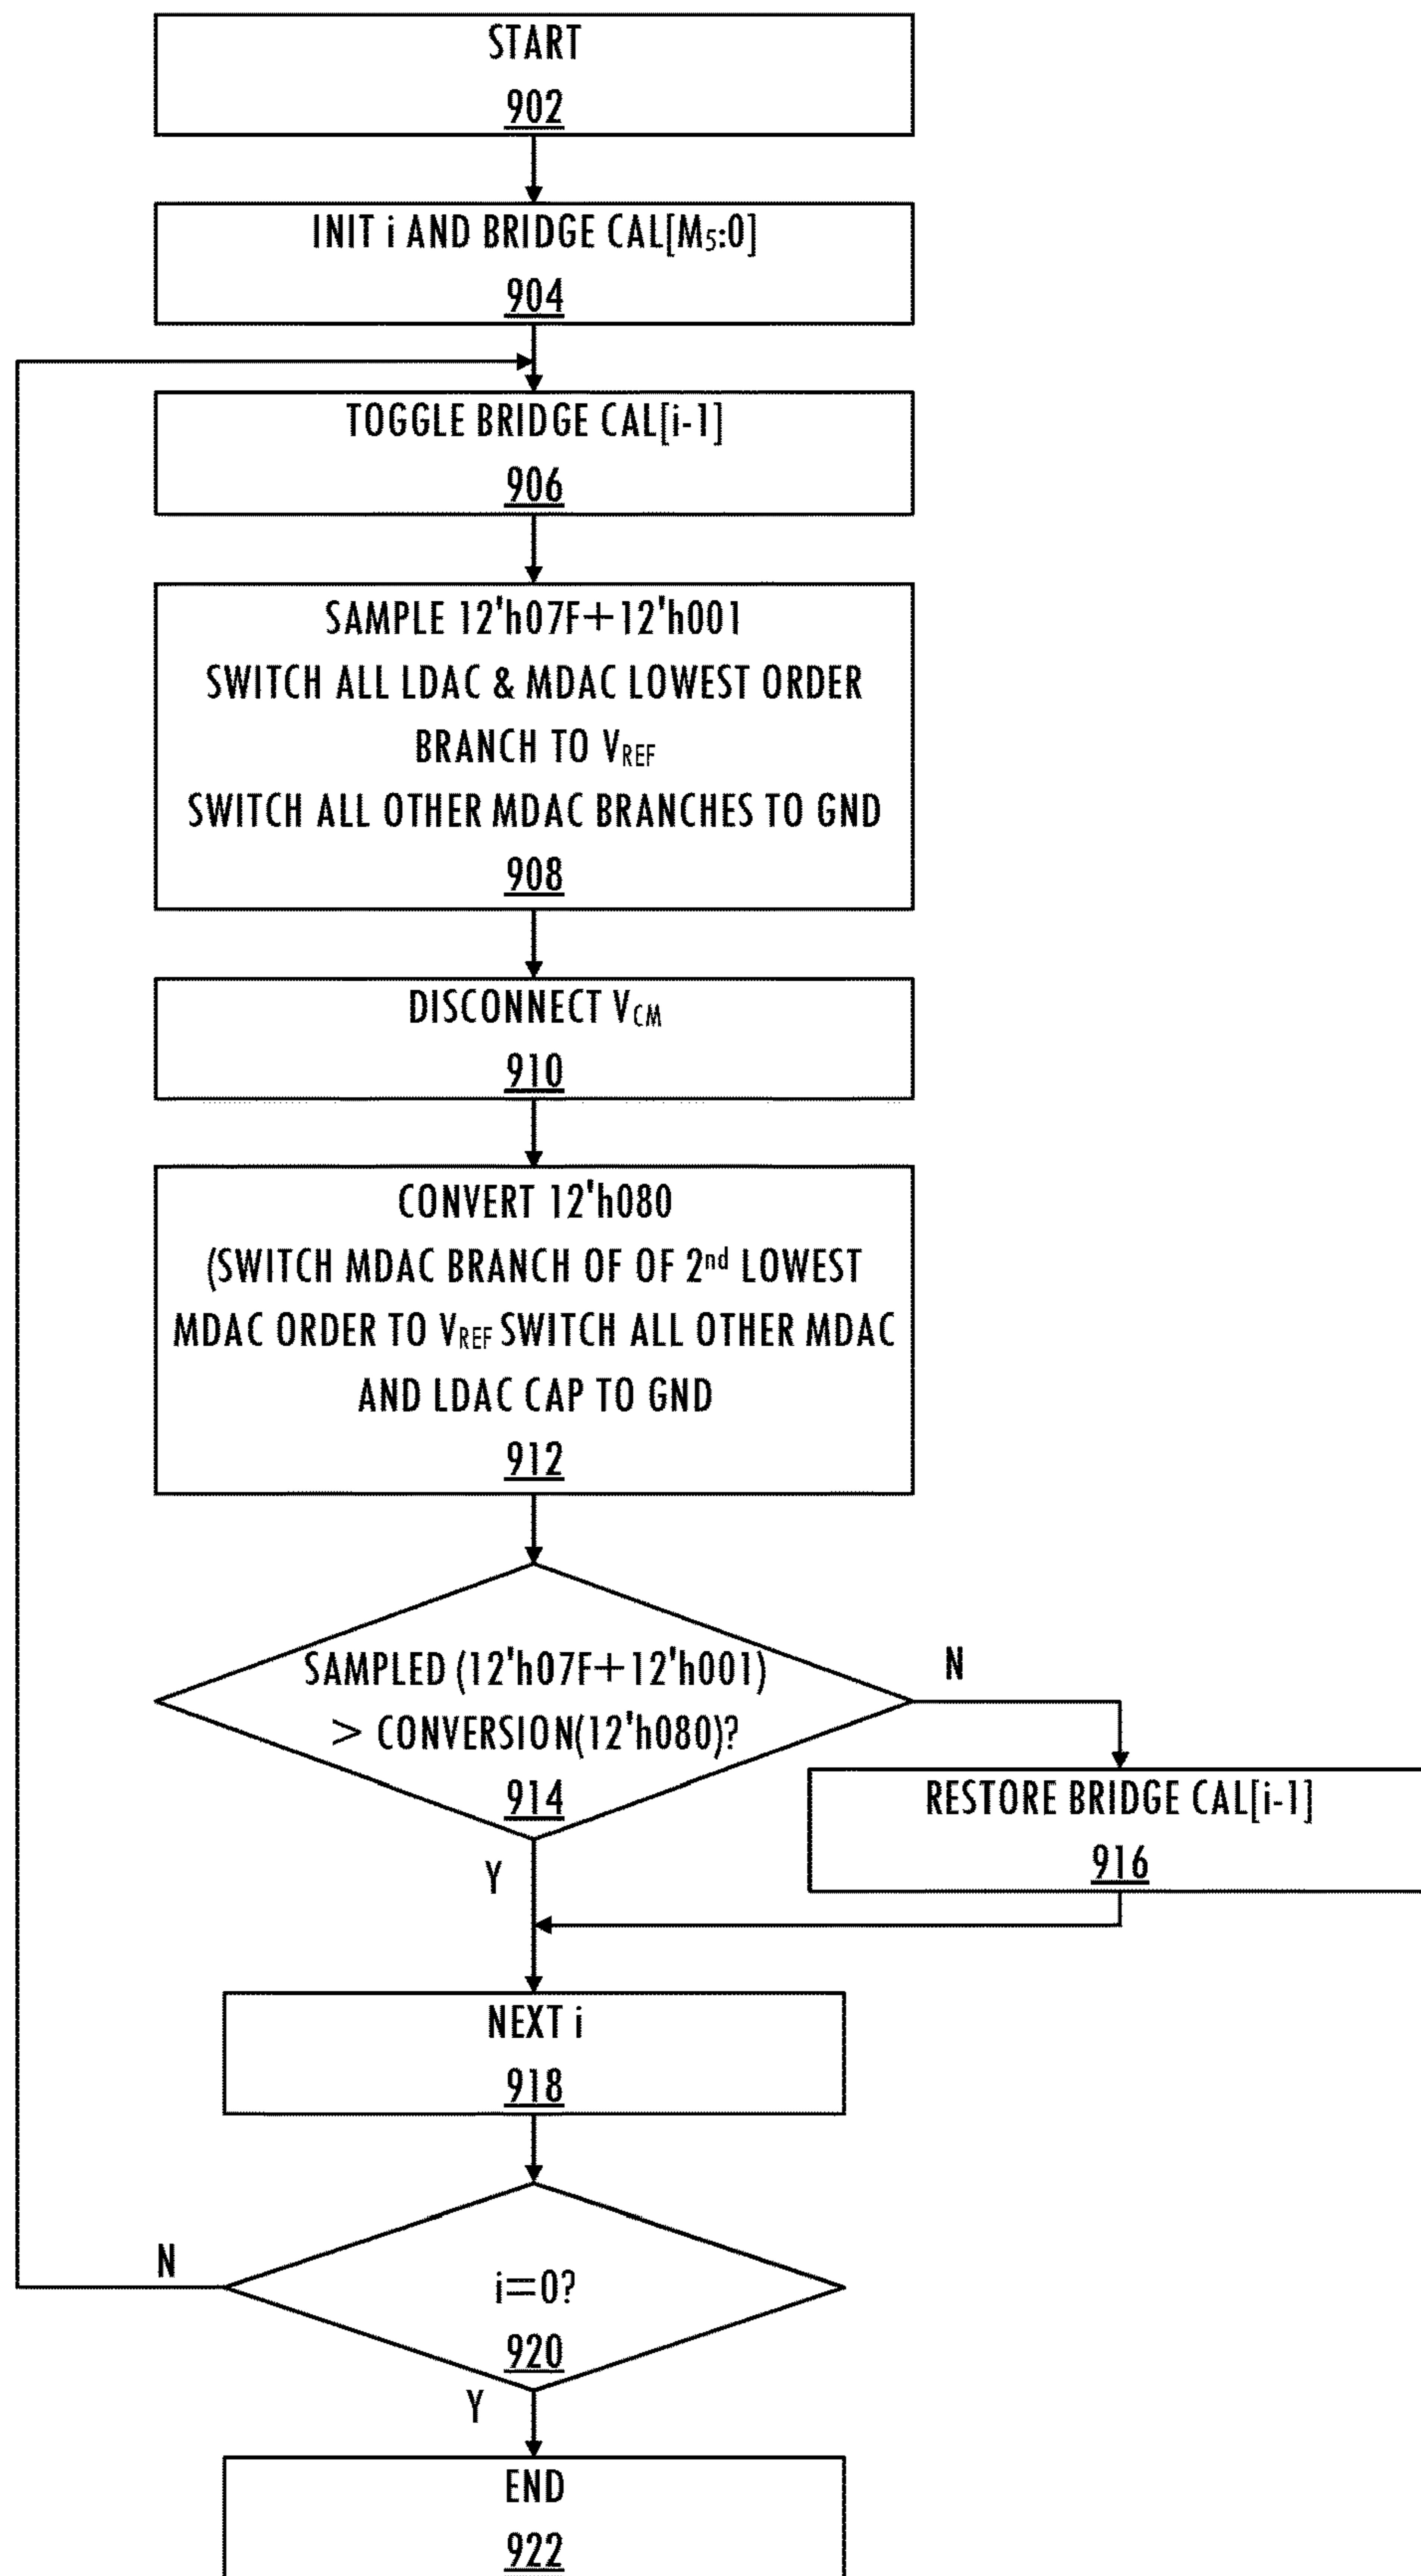 START
902
INIT i AND BRIDGE CAL[M5:0]
904
TOGGLE BRIDGE CAL[i-1]
906
SAMPLE 12'h07F+12'h001
SWITCH ALL LDAC & MDAC LOWEST ORDER
BRANCH TO VREF
SWITCH ALL OTHER MDAC BRANCHES TO GND
908
DISCONNECT VCM
910
CONVERT 12'h080
(SWITCH MDAC BRANCH OF OF 2nd LOWEST
MDAC ORDER TO VREF SWITCH ALL OTHER MDAC
AND LDAC CAP TO GND
912
SAMPLED (12'h07F+12'h001)
> CONVERSION(12'h080)?
914
N
RESTORE BRIDGE CAL[i-1]
916
Y
NEXT i
918
N
i=0?
920
Y
END
922